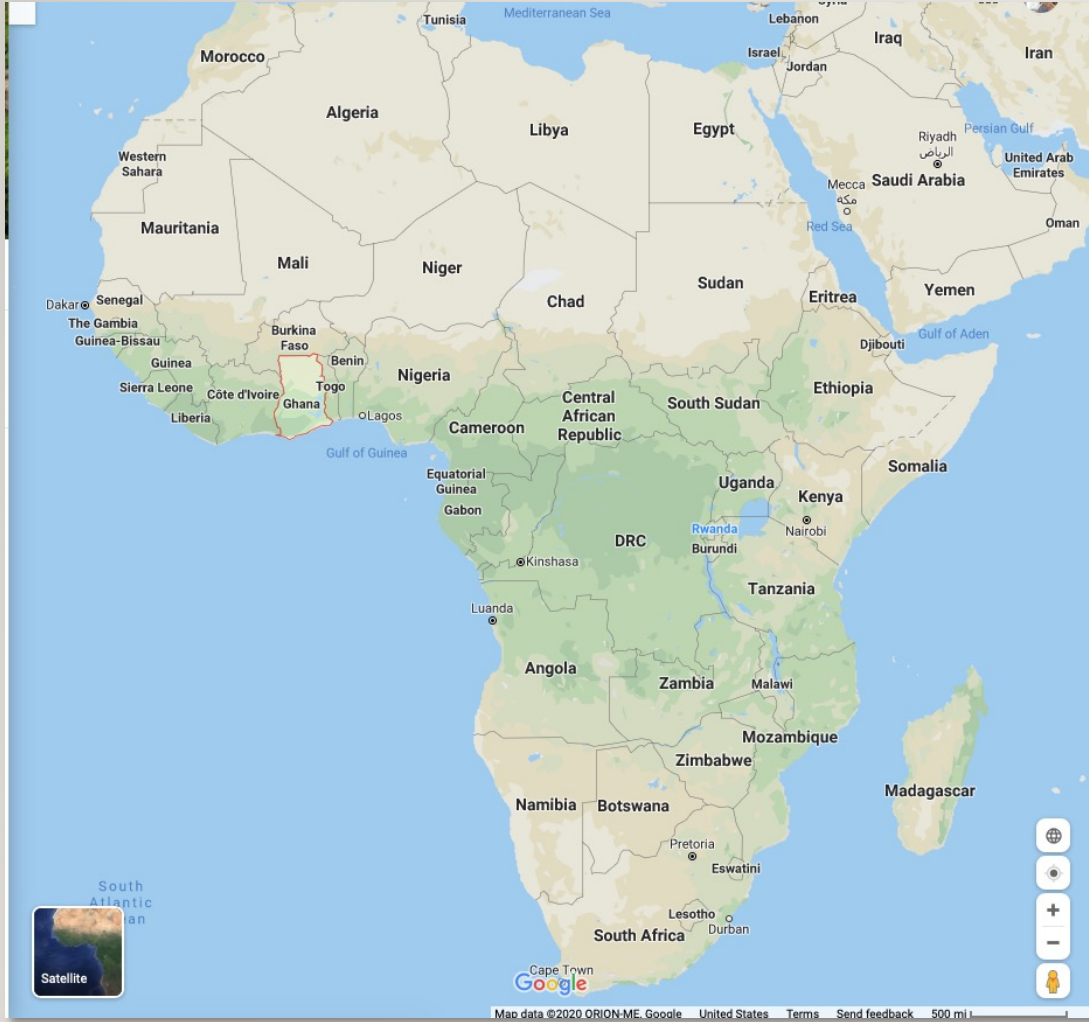 Tunisia
Mediterranean Sea
Lebanon
Morocco
Iraq
Israel
Iran
Jordan
Algeria
Libya
Egypt
Persian Gulf
Riyadh
الرياض
Western
Sahara
United Arab
Emirates
Saudi Arabia
Mecca
مكة
Mauritania
Red Sea
Oman
Mali
Niger
Sudan
Yemen
Chad
Eritrea
Dakar
Senegal
The Gambia
Guinea-Bissau
Burkina
Faso
Gulf of Aden
Djibouti
Guinea
Benin
Nigeria
Sierra Leone
Côte d'Ivoire
Togo
Ghana
Ethiopia
Central
African
Republic
South Sudan
Liberia
Lagos
Cameroon
Gulf of Guinea
Somalia
Equatorial
Guinea
Uganda
Kenya
Gabon
Rwanda
Nairobi
DRC
Burundi
Kinshasa
Tanzania
Luanda
Angola
Zambia
Malawi
Mozambique
Zimbabwe
Madagascar
Namibia
Botswana
Pretoria
Eswatini
South
Atlantic
Lesotho
Durban
South Africa
Satellite
Cape Town
Google
Map data ©2020 ORION-ME, Google United States Terms Send feedback 500 mi